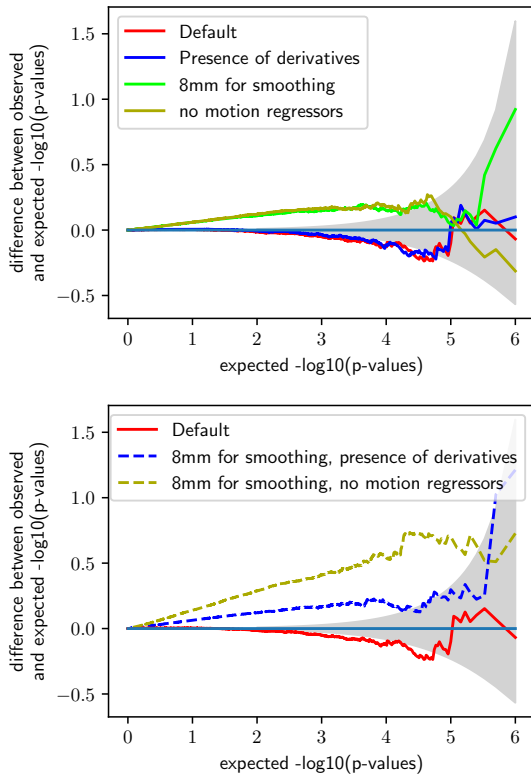 Default
Presence of derivatives
8mm for smoothing
no motion regressors
difference between observed
and expected -log10(p-values)
1.5
1.0
0.5
0.0
−0.5
0 1 2 3 4 5 6
expected -log10(p-values)
Default
8mm for smoothing, presence of derivatives
8mm for smoothing, no motion regressors
difference between observed
and expected -log10(p-values)
1.5
1.0
0.5
0.0
−0.5
0 1 2 3 4 5 6
expected -log10(p-values)